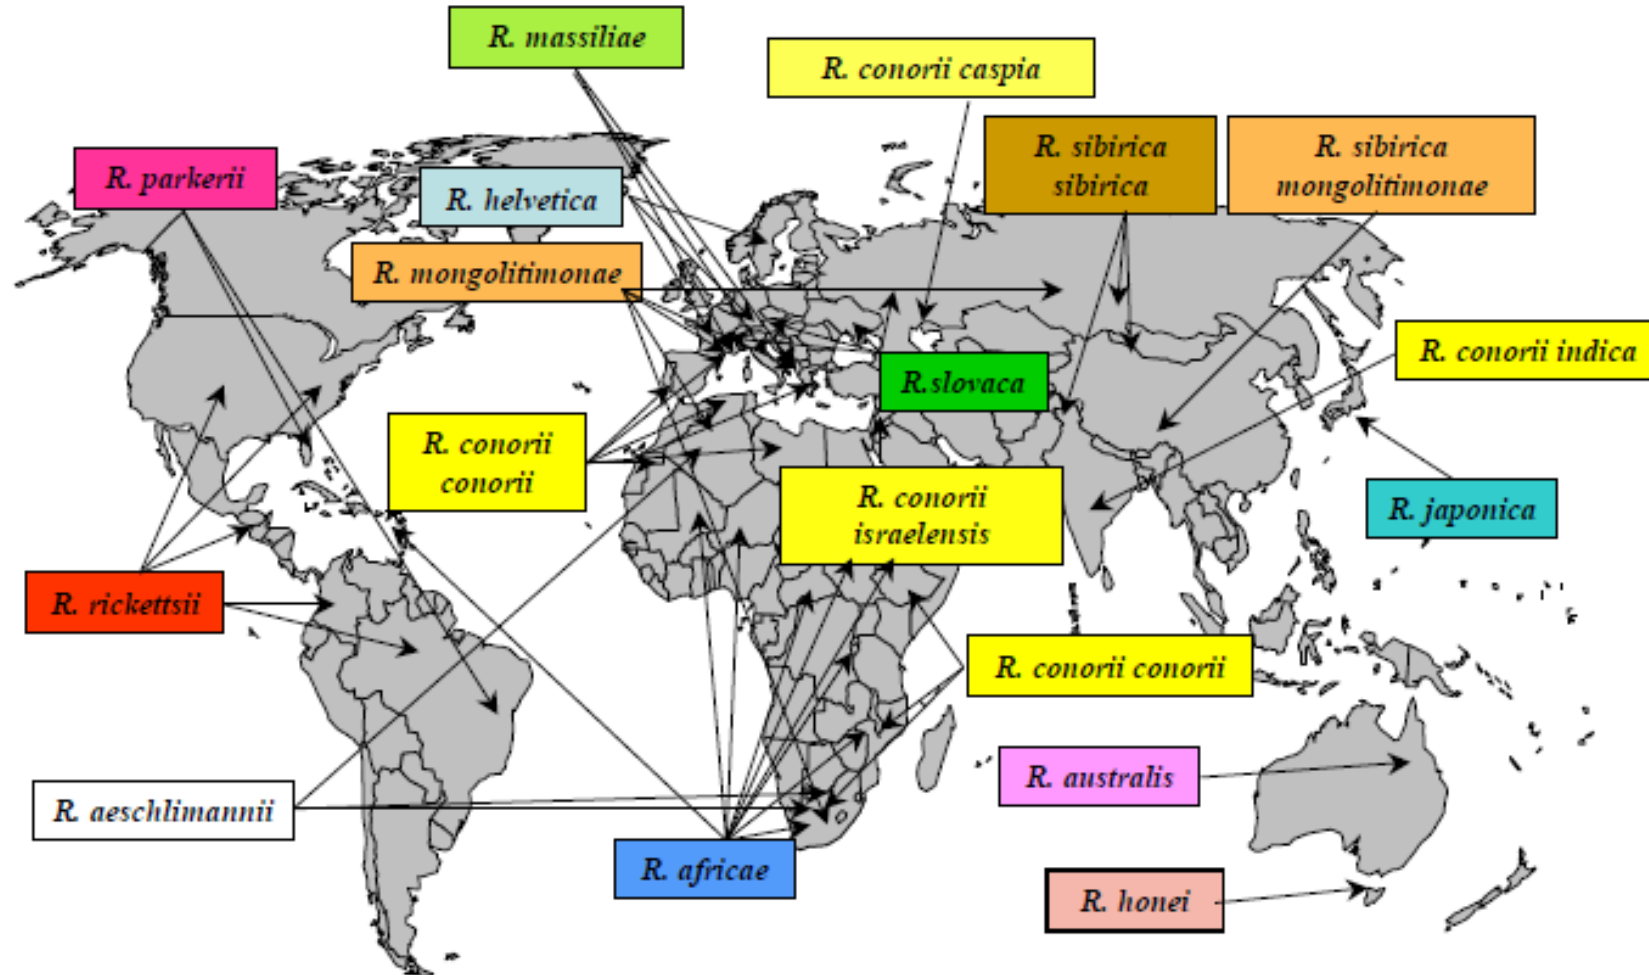 R. massiliae
R. conorii caspia
R. sibirica
sibirica
R. sibirica
mongolitimonae
R. parkerii
R. helvetica
R. mongolitimonae
R. conorii indica
R.slovaca
R. conorii
conorii
R. conorii
israelensis
R. japonica
R. rickettsii
R. conorii conorii
R. australis
R. aeschlimannii
R. africae
R. honei